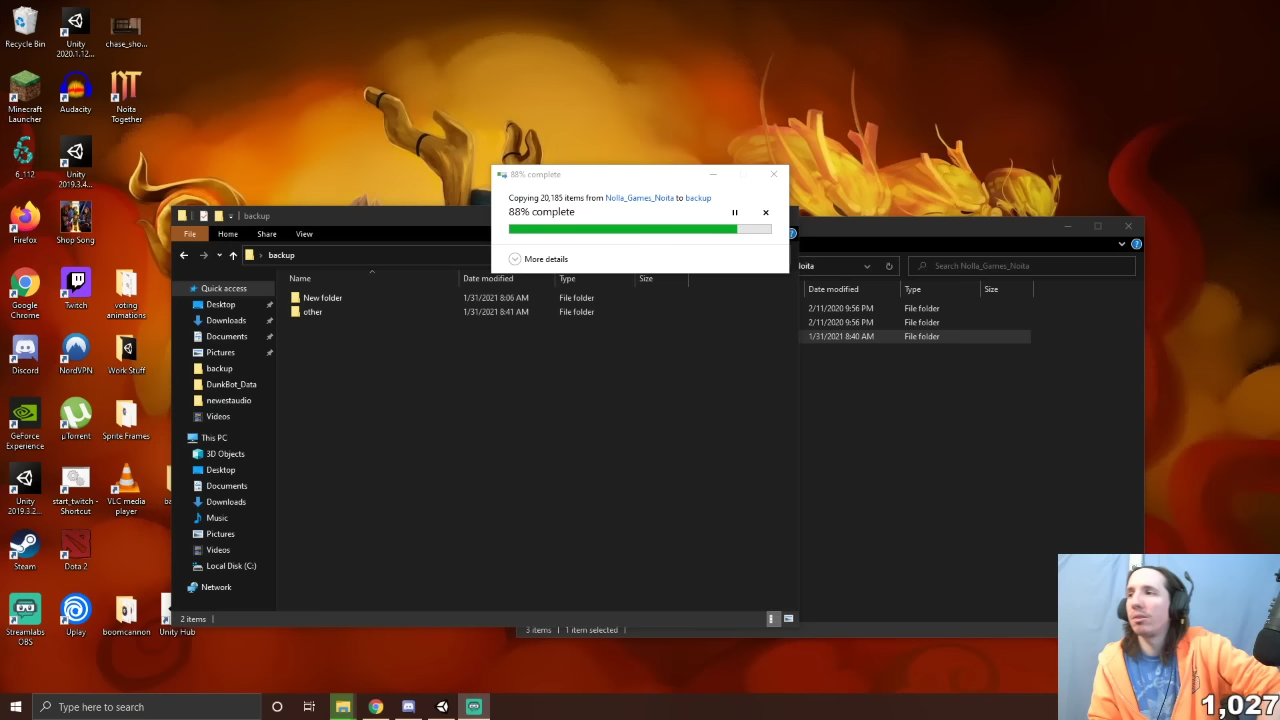 Recycle Bin
Unity
2020.1.12...
chase_sho...
Minecraft
Launcher
Audacity
Noita
Together
6_112
Unity
2019.3.4...
Firefox
Shop Song
Google
Chrome
Twitch
voting
animations
Discord
NordVPN
Work Stuff
GeForce
Experience
µTorrent
Sprite Frames
Unity
2019.3.2...
start_twitch -
Shortcut
VLC media
player
ba
Steam
Dota 2
Streamlabs
OBS
Uplay
boomcannon
Unity Hub
backup
File
Home
Share
View
backup
Name
Date modified
Type
Size
New folder
1/31/2021 8:06 AM
File folder
other
1/31/2021 8:41 AM
File folder
Quick access
Desktop
Downloads
Documents
Pictures
backup
DunkBot_Data
newestaudio
Videos
This PC
3D Objects
Desktop
Documents
Downloads
Music
Pictures
Videos
Local Disk (C:)
Network
2 items
88% complete
Copying 20,185 items from Nolla_Games_Noita to backup
88% complete
More details
loita
Search Nolla_Games_Noita
Date modified
Type
Size
2/11/2020 9:56 PM
File folder
2/11/2020 9:56 PM
File folder
1/31/2021 8:40 AM
File folder
3 items
1 item selected
Type here to search
1,027